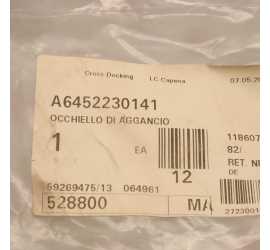 Cross Docking LC Capena 07.05.2
A6452230141
OCCHIELLO DI AGGANCIO
1 EA 118607
82/
12 RET. N
DE
59269475/13 064961
528800 MA 2723001